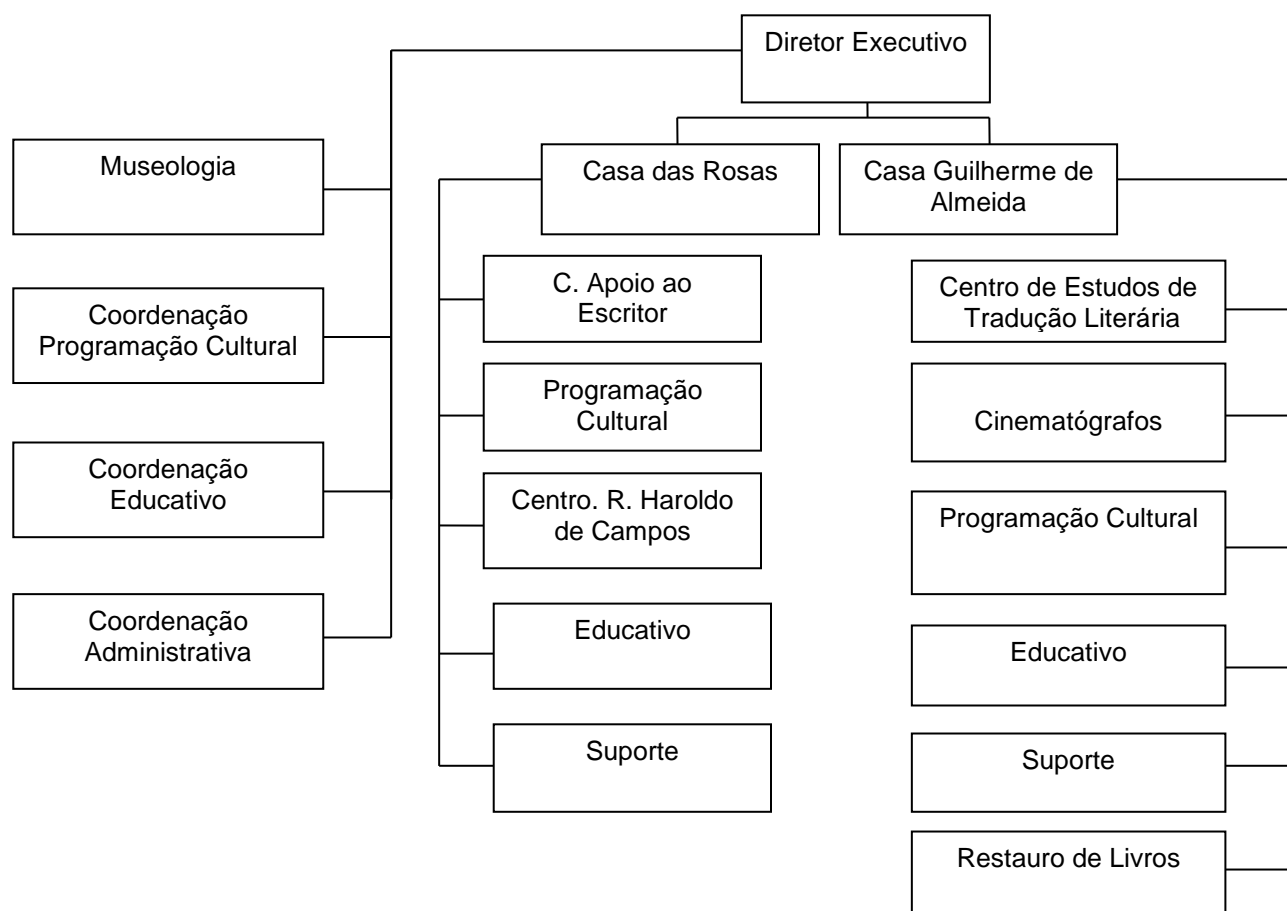 Diretor Executivo
Museologia
Coordenação
Programação Cultural
Coordenação
Educativo
Coordenação
Administrativa
Casa das Rosas
C. Apoio ao
Escritor
Programação
Cultural
Centro. R. Haroldo
de Campos
Educativo
Suporte
Casa Guilherme de
Almeida
Centro de Estudos de
Tradução Literária
Cinematógrafos
Programação Cultural
Educativo
Suporte
Restauro de Livros